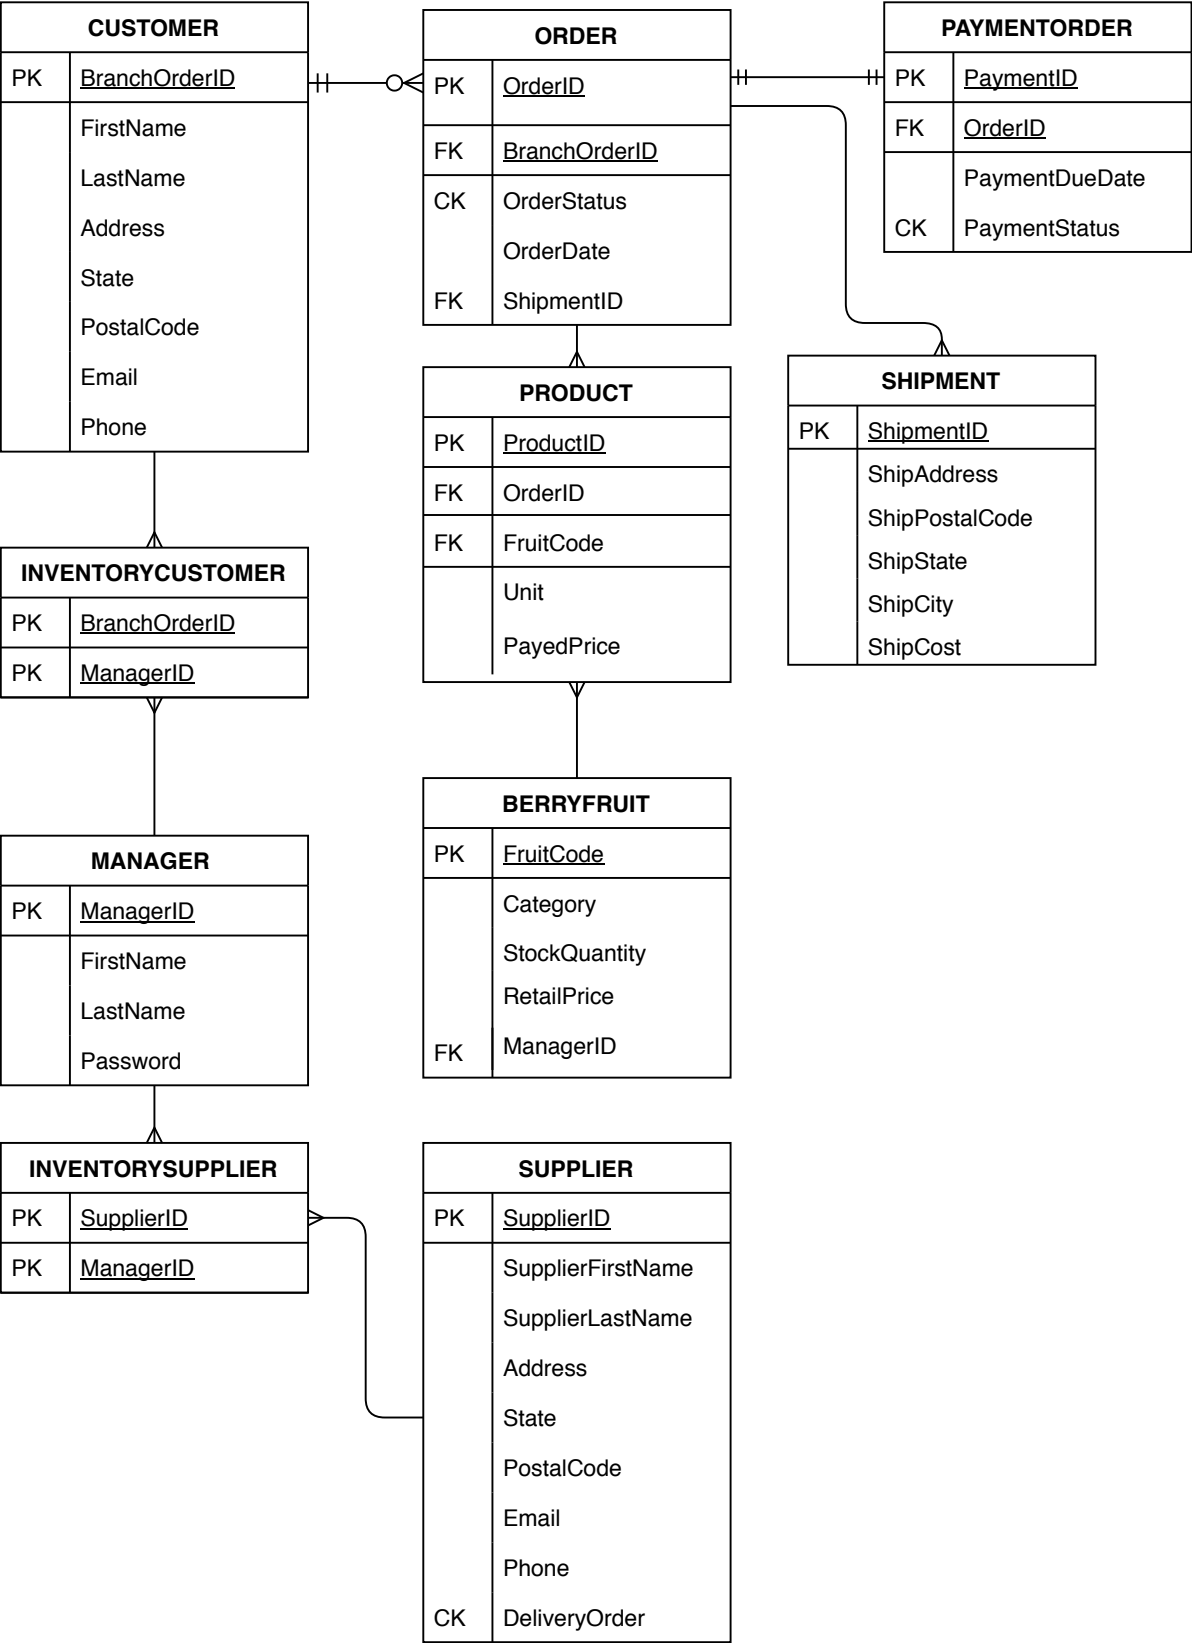 CUSTOMER
PK BranchOrderID
FirstName
LastName
Address
State
PostalCode
Email
Phone
ORDER
PK OrderID
FK BranchOrderID
CK OrderStatus
OrderDate
FK ShipmentID
PAYMENTORDER
PK PaymentID
FK OrderID
PaymentDueDate
CK PaymentStatus
PRODUCT
PK ProductID
FK OrderID
FK FruitCode
Unit
PayedPrice
SHIPMENT
PK ShipmentID
ShipAddress
ShipPostalCode
ShipState
ShipCity
ShipCost
INVENTORYCUSTOMER
PK BranchOrderID
PK ManagerID
BERRYFRUIT
PK FruitCode
Category
StockQuantity
RetailPrice
FK ManagerID
MANAGER
PK ManagerID
FirstName
LastName
Password
INVENTORYSUPPLIER
PK SupplierID
PK ManagerID
SUPPLIER
PK SupplierID
SupplierFirstName
SupplierLastName
Address
State
PostalCode
Email
Phone
CK DeliveryOrder